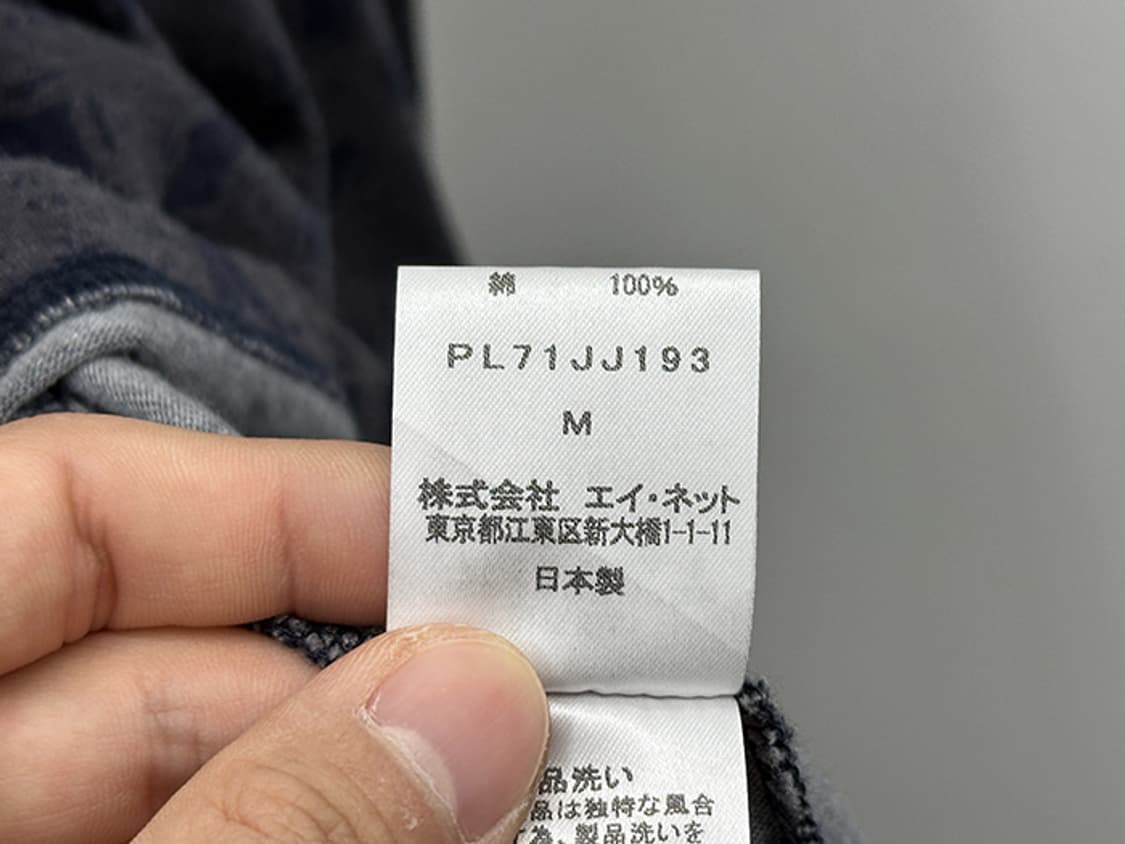 綿 100%
PL71JJ193
M
株式会社 エイ・ネット
東京都江東区新大橋1-1-11
日本製
品洗い
品は独特な風合
為、製品洗いを